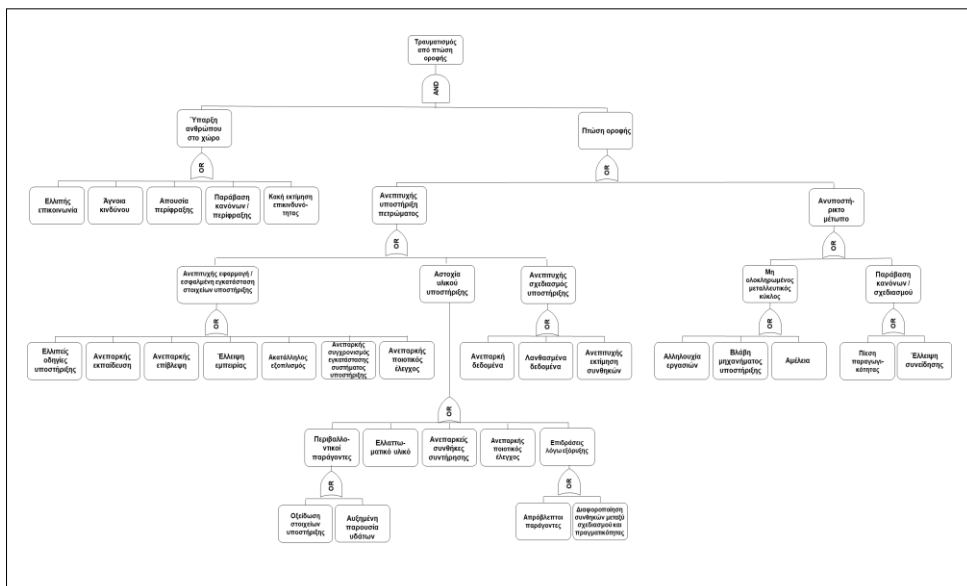 Τραυματισμός
από πτώση
οροφής
AND
Ύπαρξη
ανθρώπου
στο χώρο
Πτώση οροφής
OR
OR
Ελλιπής
επικοινωνία
Άγνοια
κινδύνου
Απουσία
περίφραξης
Παράβαση
κανόνων /
περίφραξης
Κακή εκτίμηση
επικινδυνό-
τητας
Ανεπιτυχής
υποστήριξη
πετρώματος
Ανυποστή-
ρικτο
μέτωπο
OR
OR
Ανεπιτυχής εφαρμογή /
εσφαλμένη εγκατάσταση
στοιχείων υποστήριξης
Αστοχία
υλικού
υποστήριξης
Ανεπιτυχής
σχεδιασμός
υποστήριξης
Μη
ολοκληρωμένος
μεταλλευτικός
κύκλος
Παράβαση
κανόνων /
σχεδιασμού
OR
OR
OR
OR
Ελλιπείς
οδηγίες
υποστήριξης
Ανεπαρκής
εκπαίδευση
Ανεπαρκής
επίβλεψη
Έλλειψη
εμπειρίας
Ακατάλληλος
εξοπλισμός
Ανεπαρκής
συγχρονισμός
εγκατάστασης
συστήματος
υποστήριξης
Ανεπαρκής
ποιοτικός
έλεγχος
Ανεπαρκή
δεδομένα
Λανθασμένα
δεδομένα
Ανεπιτυχής
εκτίμηση
συνθηκών
Αλληλουχία
εργασιών
Βλάβη
μηχανήματος
υποστήριξης
Αμέλεια
Πίεση
παραγωγι-
κότητας
Έλλειψη
συνείδησης
OR
Περιβαλλο-
ντικοί
παράγοντες
Ελαττωματικό υλικό
Ανεπαρκείς
συνθήκες
συντήρησης
Ανεπαρκής
ποιοτικός
έλεγχος
Επιδράσεις
λόγω εξόρυξης
OR
OR
Οξείδωση
στοιχείων
υποστήριξης
Αυξημένη
παρουσία
υδάτων
Απρόβλεπτοι
παράγοντες
Διαφοροποίηση
συνθηκών μεταξύ
σχεδιασμού και
πραγματικότητας